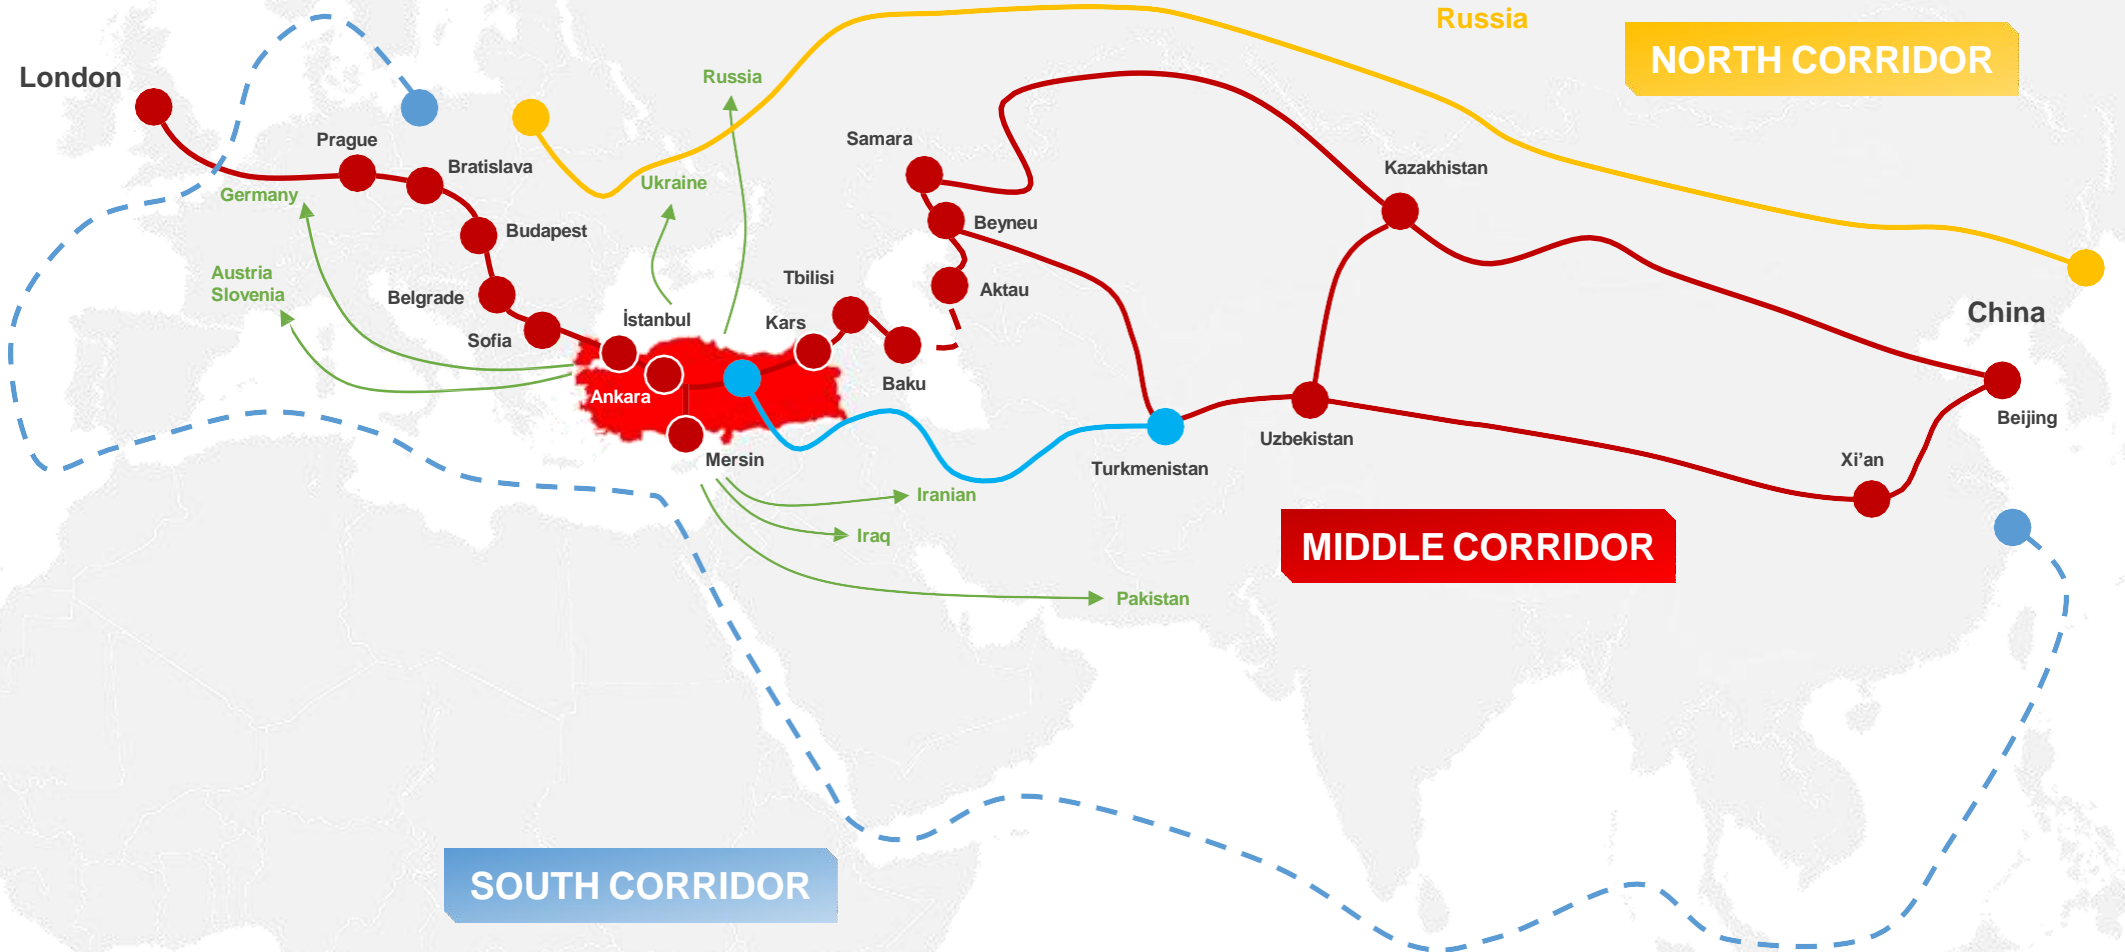 Russia
NORTH CORRIDOR
London
Russia
Prague
Samara
Bratislava
Kazakhstan
Germany
Ukraine
Budapest
Beyneu
Austria
Slovenia
Tbilisi
Aktau
Belgrade
İstanbul
Kars
China
Sofia
Baku
Ankara
Beijing
Uzbekistan
Mersin
Turkmenistan
Xi'an
Iranian
Iraq
MIDDLE CORRIDOR
Pakistan
SOUTH CORRIDOR